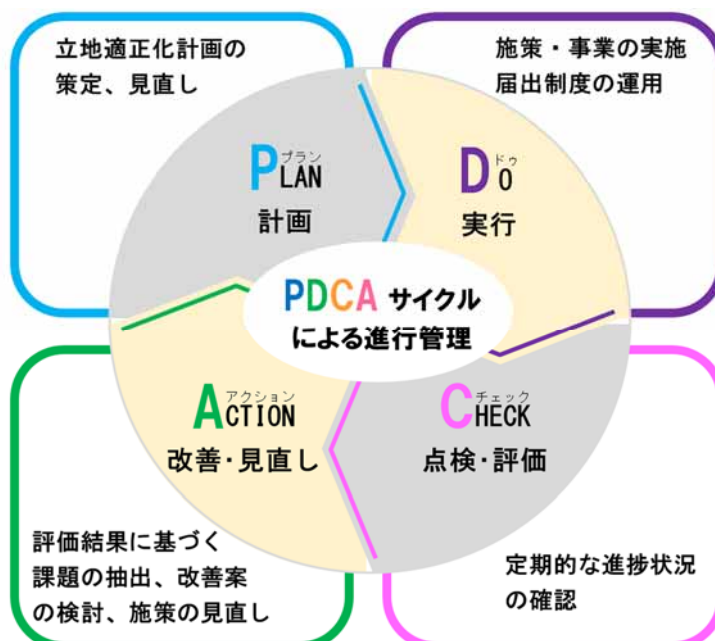 立地適正化計画の
策定、見直し
施策・事業の実施
届出制度の運用
プラン
PLAN
計画
ドゥ
DO
実行
PDCA サイクル
による進行管理
アクション
ACTION
改善・見直し
チェック
CHECK
点検・評価
評価結果に基づく
課題の抽出、改善案
の検討、施策の見直し
定期的な進捗状況
の確認